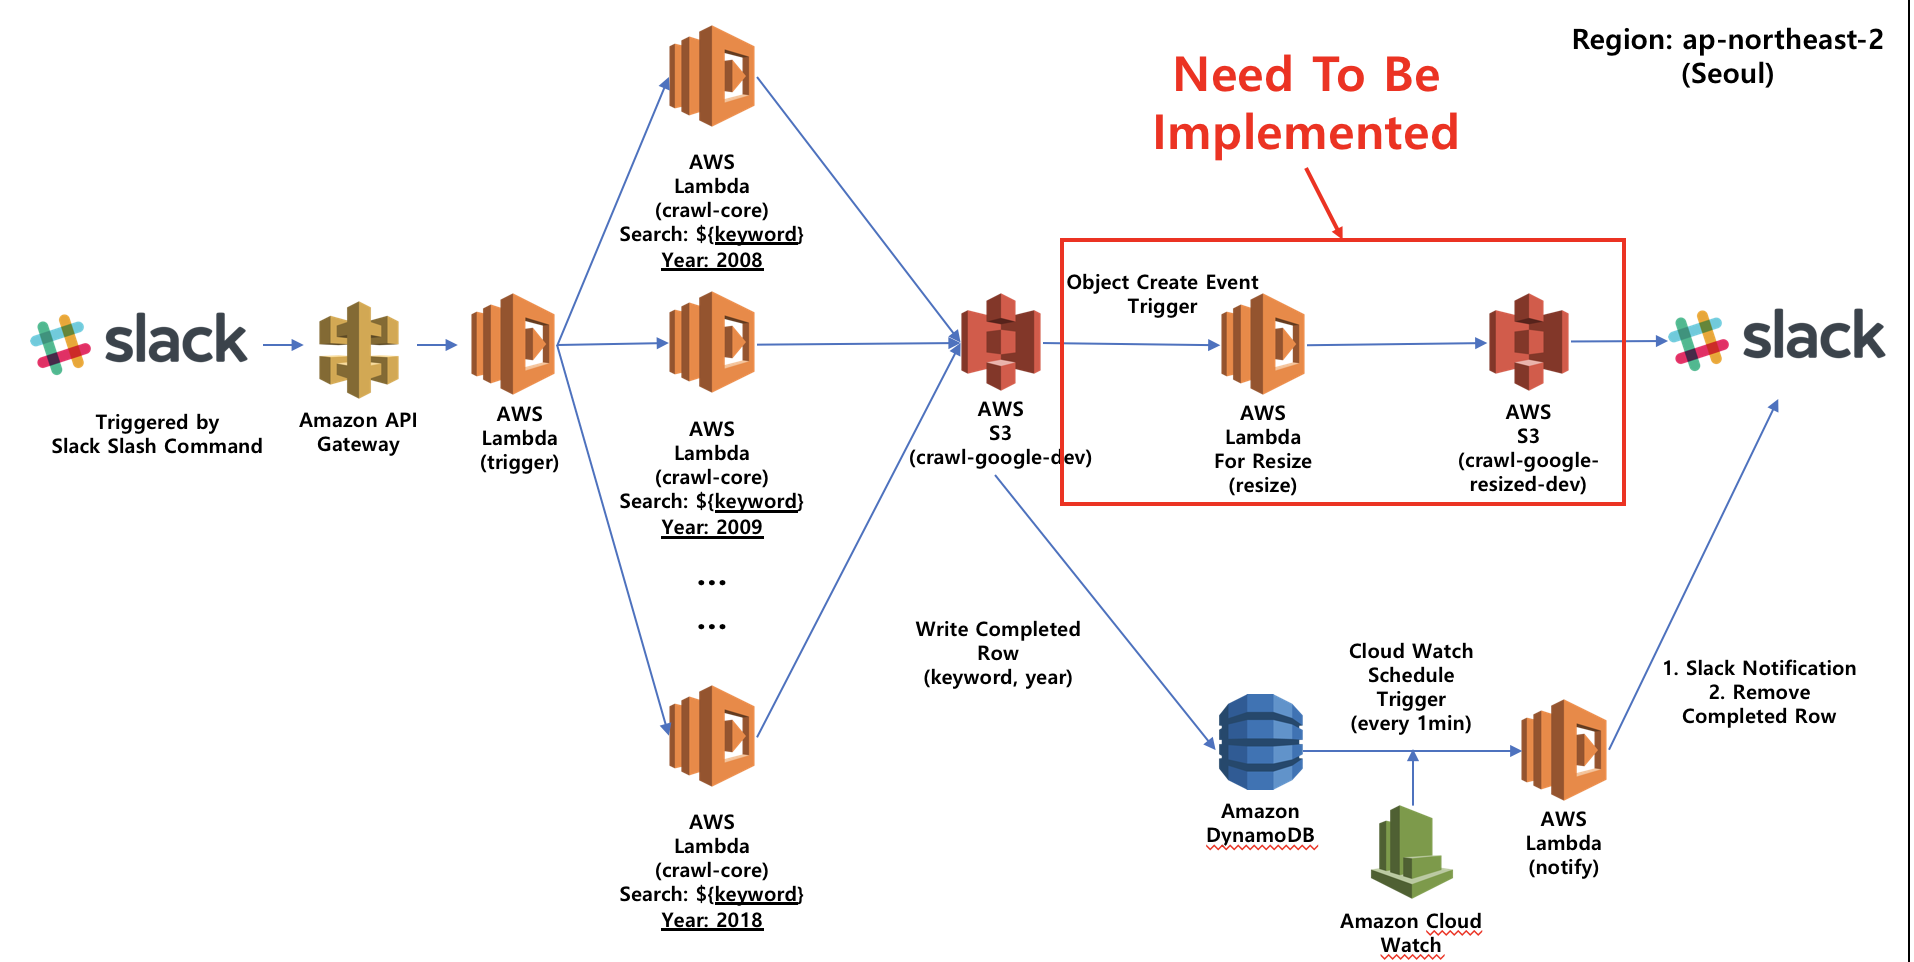 Region: ap-northeast-2
(Seoul)
Need To Be
Implemented
slack
Triggered by
Slack Slash Command
Amazon API
Gateway
AWS
Lambda
(trigger)
AWS
Lambda
(crawl-core)
Search: ${keyword}
Year: 2008
AWS
Lambda
(crawl-core)
Search: ${keyword}
Year: 2009
...
...
AWS
Lambda
(crawl-core)
Search: ${keyword}
Year: 2018
AWS
S3
(crawl-google-dev)
Object Create Event
Trigger
AWS
Lambda
For Resize
(resize)
AWS
S3
(crawl-google-
resized-dev)
slack
Write Completed
Row
(keyword, year)
Amazon
DynamoDB
Cloud Watch
Schedule
Trigger
(every 1min)
Amazon Cloud
Watch
AWS
Lambda
(notify)
1. Slack Notification
2. Remove
Completed Row